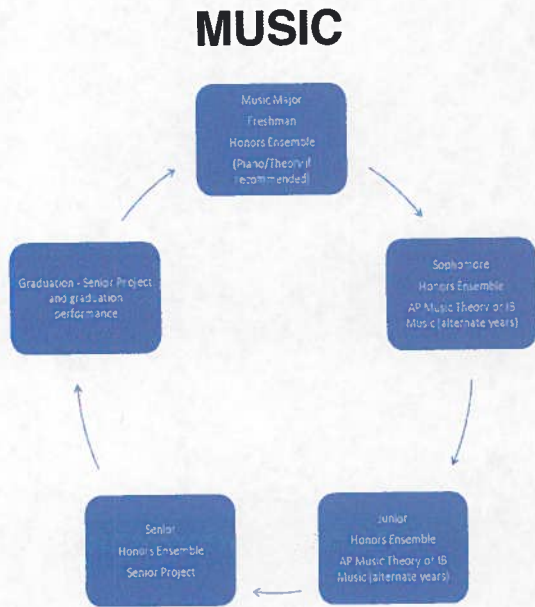 MUSIC
Music Major
Freshman
Honors Ensemble
(Piano/Theory if
recommended)
Sophomore
Honors Ensemble
AP Music Theory or IB
Music (alternate years)
Junior
Honors Ensemble
AP Music Theory or IB
Music (alternate years)
Senior
Honors Ensemble
Senior Project
Graduation - Senior Project
and graduation
performance